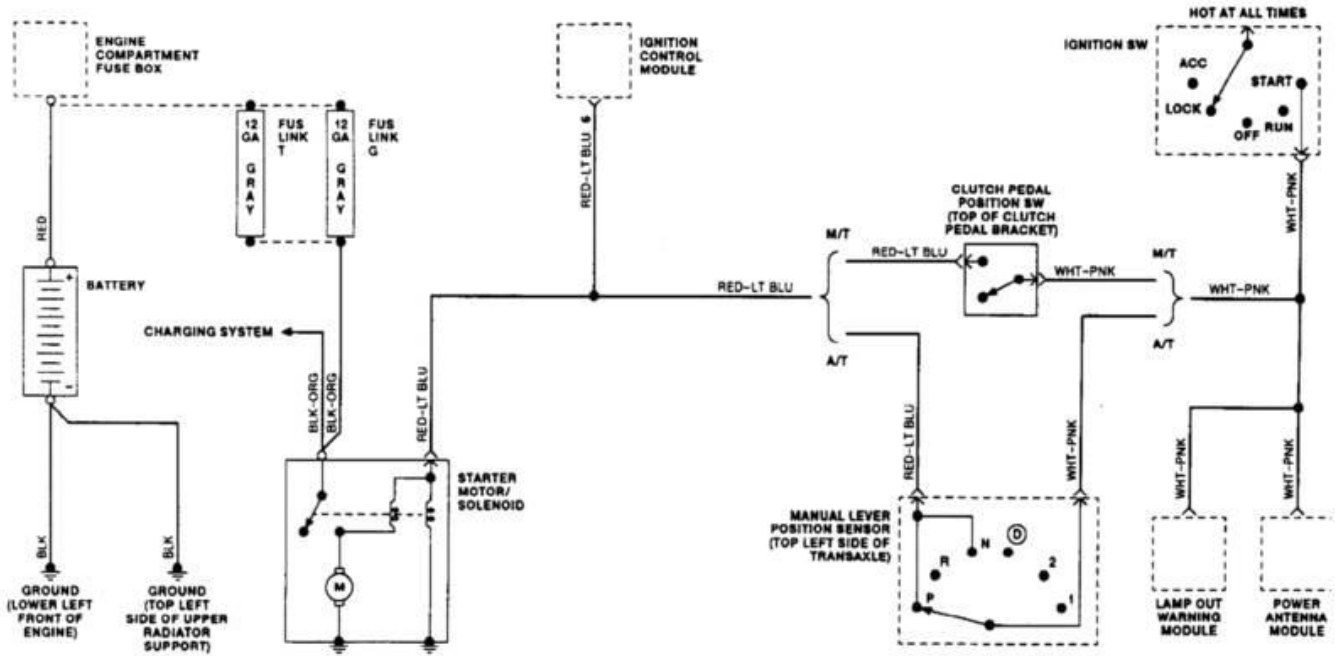 ENGINE
COMPARTMENT
FUSE BOX
IGNITION
CONTROL
MODULE
HOT AT ALL TIMES
IGNITION SW
ACC
START
LOCK
OFF
RUN
12
GA
GRAY
FUS
LINK
T
12
GA
GRAY
FUS
LINK
G
6
RED-LT BLU
RED
WHT-PNK
CLUTCH PEDAL
POSITION SW
(TOP OF CLUTCH
PEDAL BRACKET)
M/T
RED-LT BLU
WHT-PNK
M/T
RED-LT BLU
WHT-PNK
A/T
A/T
+
BATTERY
-
CHARGING SYSTEM
BLK-ORG
BLK-ORG
RED-LT BLU
RED-LT BLU
WHT-PNK
WHT-PNK
WHT-PNK
STARTER
MOTOR/
SOLENOID
M
MANUAL LEVER
POSITION SENSOR
(TOP LEFT SIDE OF
TRANSAXLE)
N
D
R
2
P
1
BLK
BLK
GROUND
(LOWER LEFT
FRONT OF
ENGINE)
GROUND
(TOP LEFT
SIDE OF UPPER
RADIATOR
SUPPORT)
LAMP OUT
WARNING
MODULE
POWER
ANTENNA
MODULE